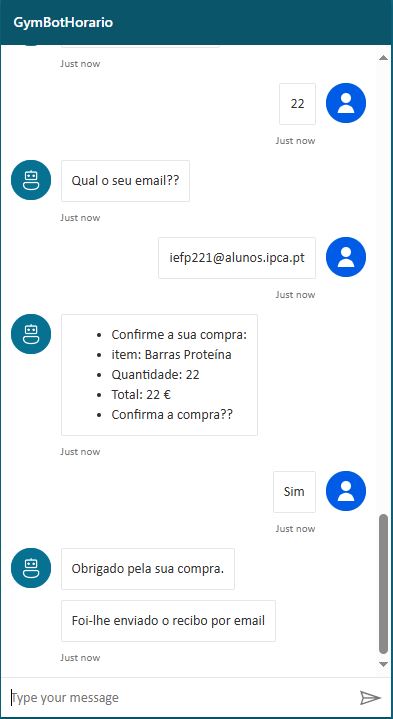 GymBotHorario
Just now
22
Just now
Qual o seu email??
Just now
iefp221@alunos.ipca.pt
Just now
Confirme a sua compra:
item: Barras Proteína
Quantidade: 22
Total: 22 €
Confirma a compra??
Just now
Sim
Just now
Obrigado pela sua compra.
Foi-lhe enviado o recibo por email
Just now
Type your message